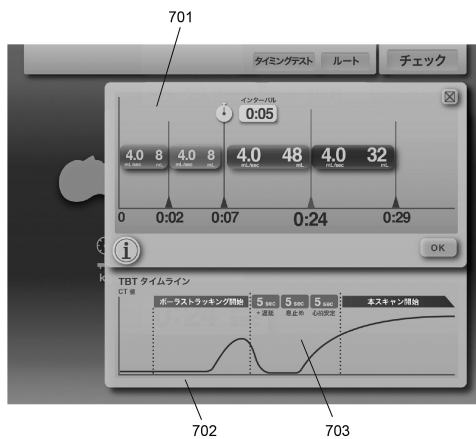 701
タイミングテスト ルート チェック
インターバル
0:05
4.0 8 4.0 8 4.0 48 4.0 32
mL/sec mL mL/sec mL mL/sec mL mL/sec mL
0 0:02 0:07 0:24 0:29
i OK
TBT タイムライン
CT 値
ボーラストラッキング開始 5 sec 5 sec 5 sec 本スキャン開始
+遅延 息止め 心拍安定
702 703